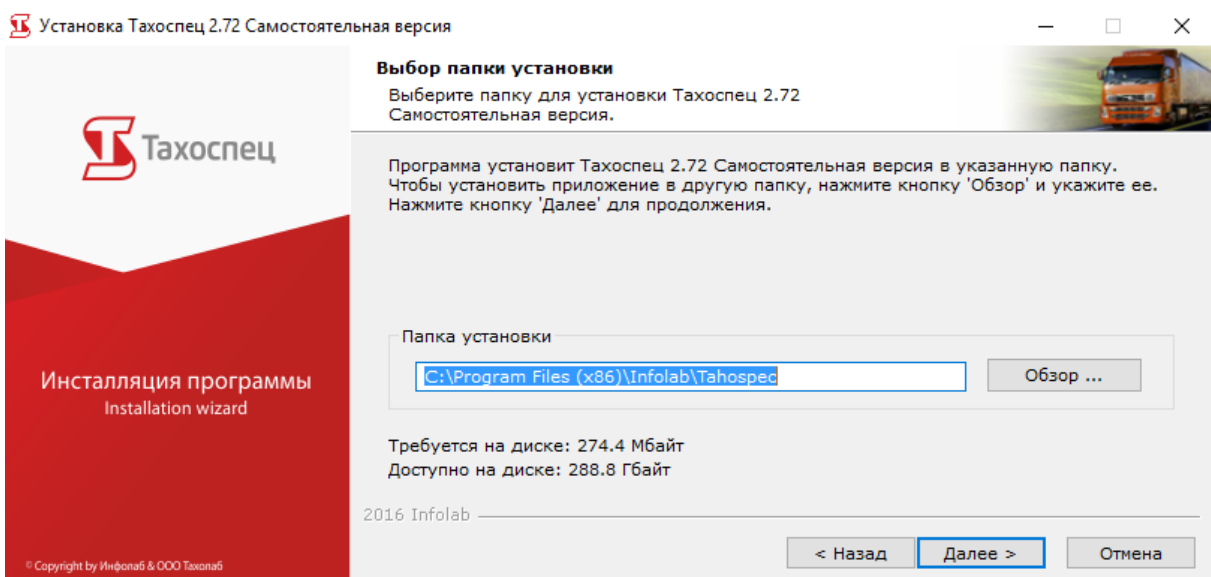 Установка Тахоспец 2.72 Самостоятельная версия
Тахоспец
Инсталляция программы
Installation wizard
© Copyright by Инфолаб & ООО Тахолаб
Выбор папки установки
Выберите папку для установки Тахоспец 2.72
Самостоятельная версия.
Программа установит Тахоспец 2.72 Самостоятельная версия в указанную папку.
Чтобы установить приложение в другую папку, нажмите кнопку 'Обзор' и укажите ее.
Нажмите кнопку 'Далее' для продолжения.
Папка установки
C:\Program Files (x86)\Infolab\Tahospec
Обзор ...
Требуется на диске: 274.4 Мбайт
Доступно на диске: 288.8 Гбайт
2016 Infolab
< Назад
Далее >
Отмена